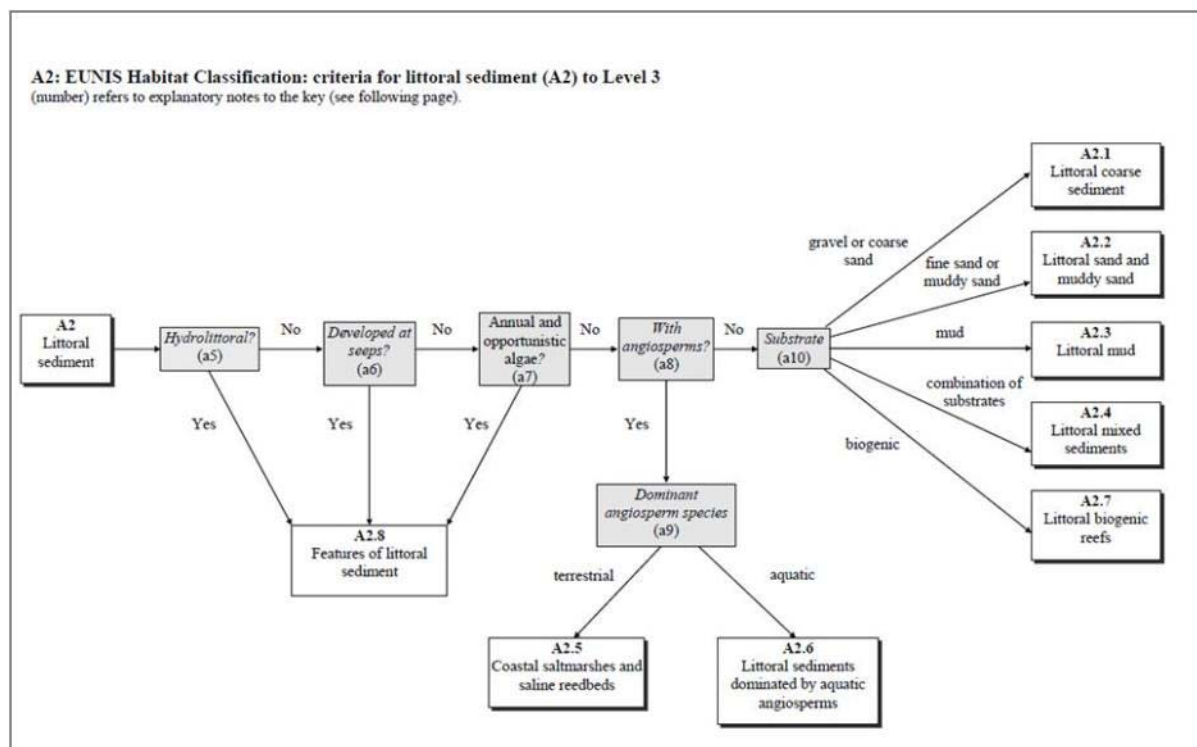 A2: EUNIS Habitat Classification: criteria for littoral sediment (A2) to Level 3
(number) refers to explanatory notes to the key (see following page).
A2.1
Littoral coarse
sediment
gravel or coarse
sand
A2.2
Littoral sand and
muddy sand
fine sand or
muddy sand
A2
Littoral
sediment
Hydrolittoral?
(a5)
No
Developed at
seeps?
(a6)
No
Annual and
opportunistic
algae?
(a7)
No
With
angiosperms?
(a8)
No
Substrate
(a10)
mud
A2.3
Littoral mud
combination of
substrates
A2.4
Littoral mixed
sediments
Yes
Yes
Yes
Yes
biogenic
A2.7
Littoral biogenic
reefs
Dominant
angiosperm species
(a9)
A2.8
Features of littoral
sediment
terrestrial
aquatic
A2.5
Coastal saltmarshes and
saline reedbeds
A2.6
Littoral sediments
dominated by aquatic
angiosperms